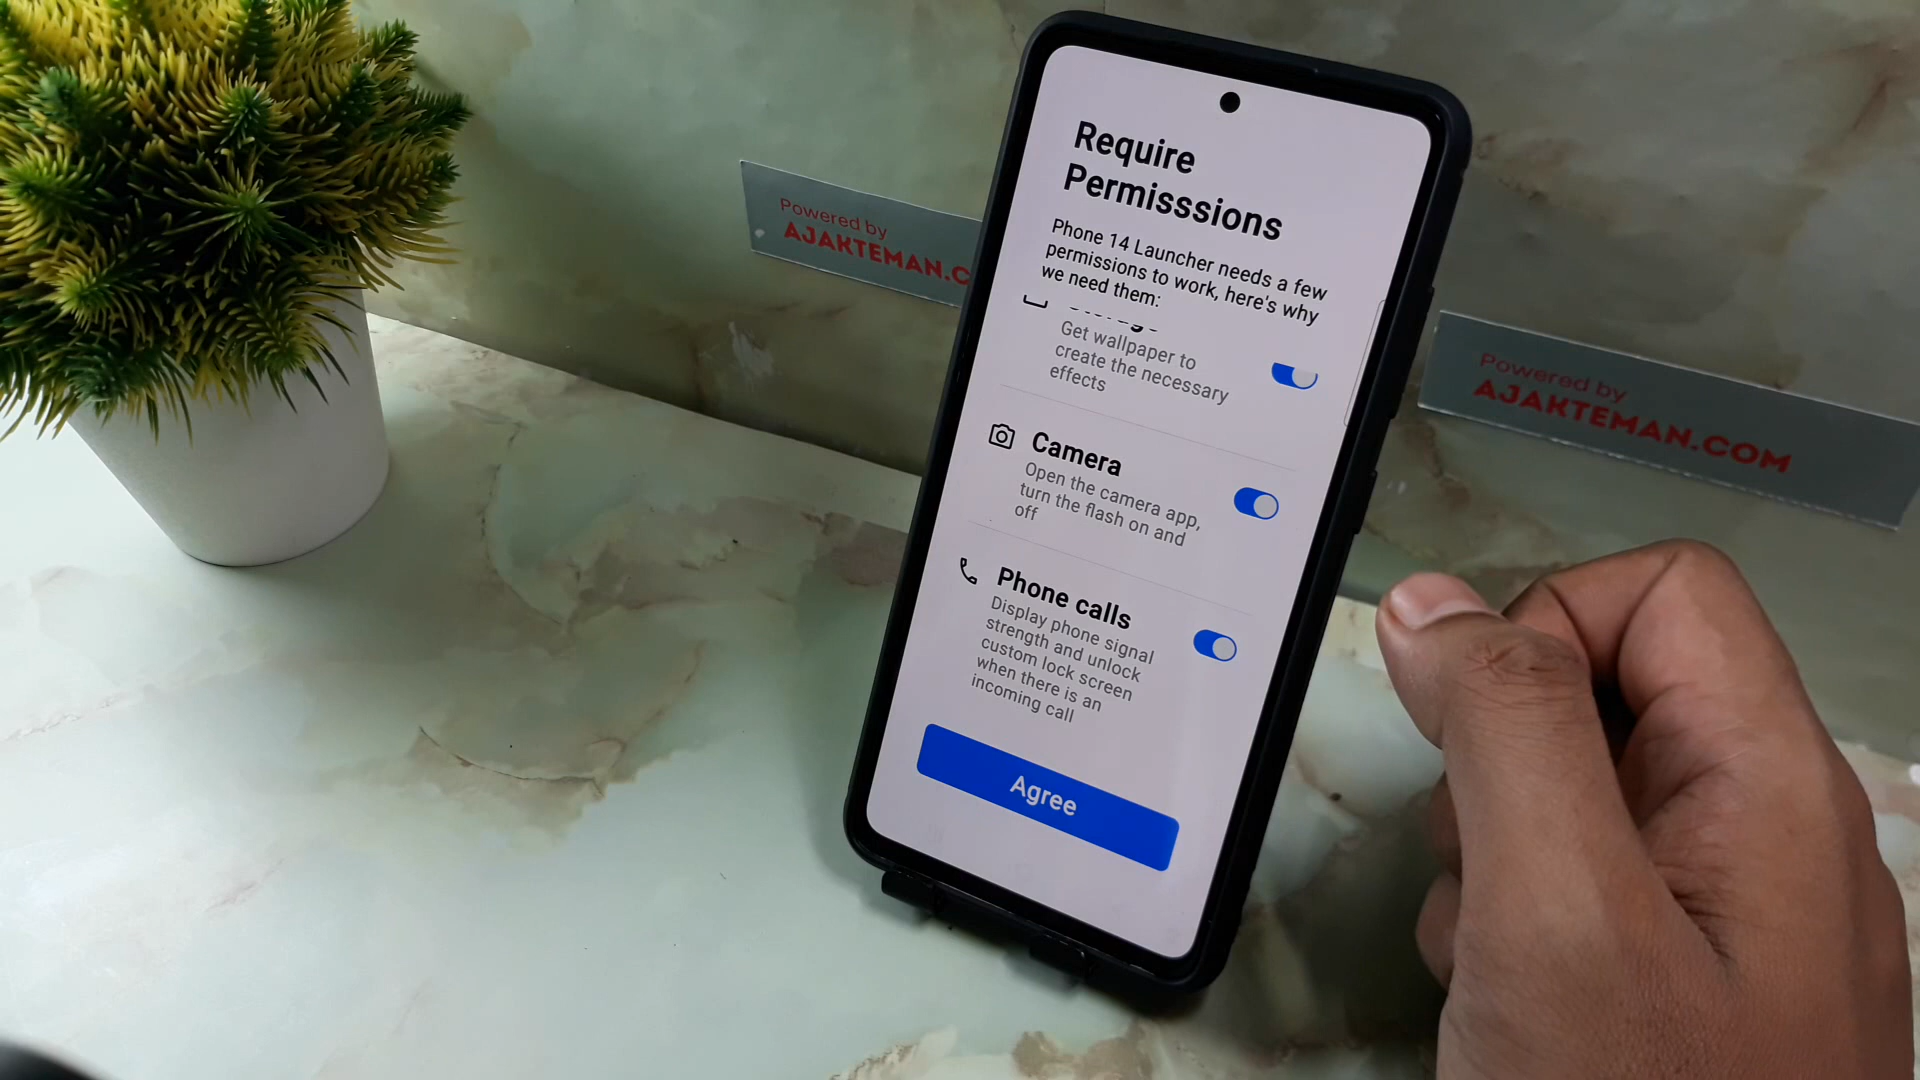 Require
Permisssions
Phone 14 Launcher needs a few
permissions to work, here's why
we need them:
Get wallpaper to
create the necessary
effects
Camera
Open the camera app,
turn the flash on and
off
Phone calls
Display phone signal
strength and unlock
custom lock screen
when there is an
incoming call
Agree
Powered by
AJAKTEMAN.C
Powered by
AJAKTEMAN.COM